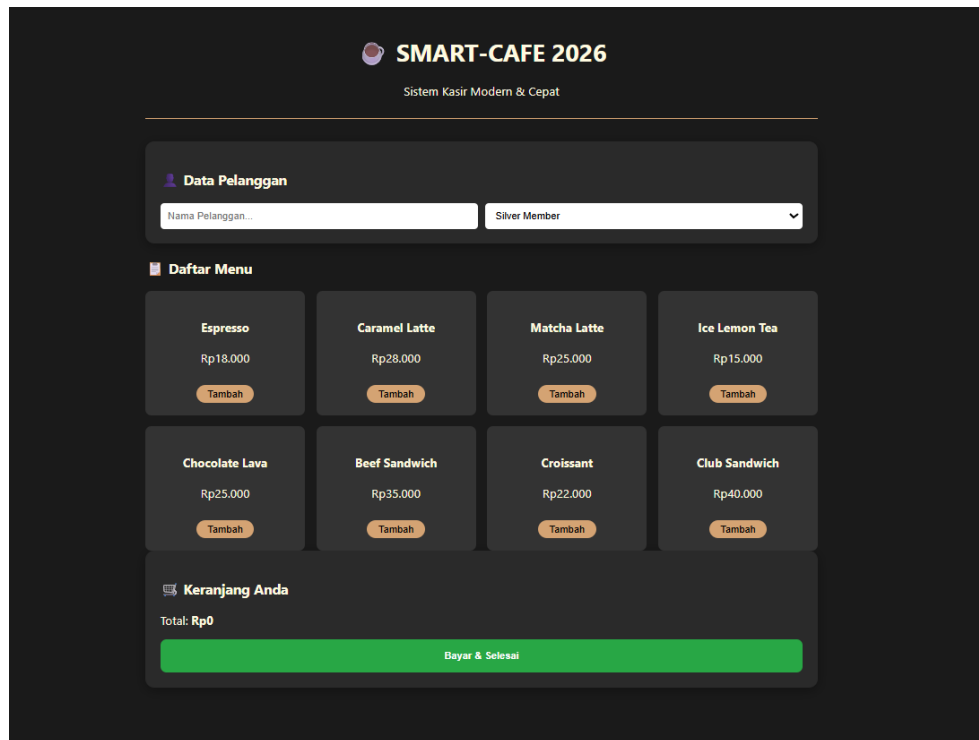 SMART-CAFE 2026
Sistem Kasir Modern & Cepat
Data Pelanggan
Nama Pelanggan...
Silver Member
Daftar Menu
Espresso
Rp18.000
Tambah
Caramel Latte
Rp28.000
Tambah
Matcha Latte
Rp25.000
Tambah
Ice Lemon Tea
Rp15.000
Tambah
Chocolate Lava
Rp25.000
Tambah
Beef Sandwich
Rp35.000
Tambah
Croissant
Rp22.000
Tambah
Club Sandwich
Rp40.000
Tambah
Keranjang Anda
Total: Rp0
Bayar & Selesai